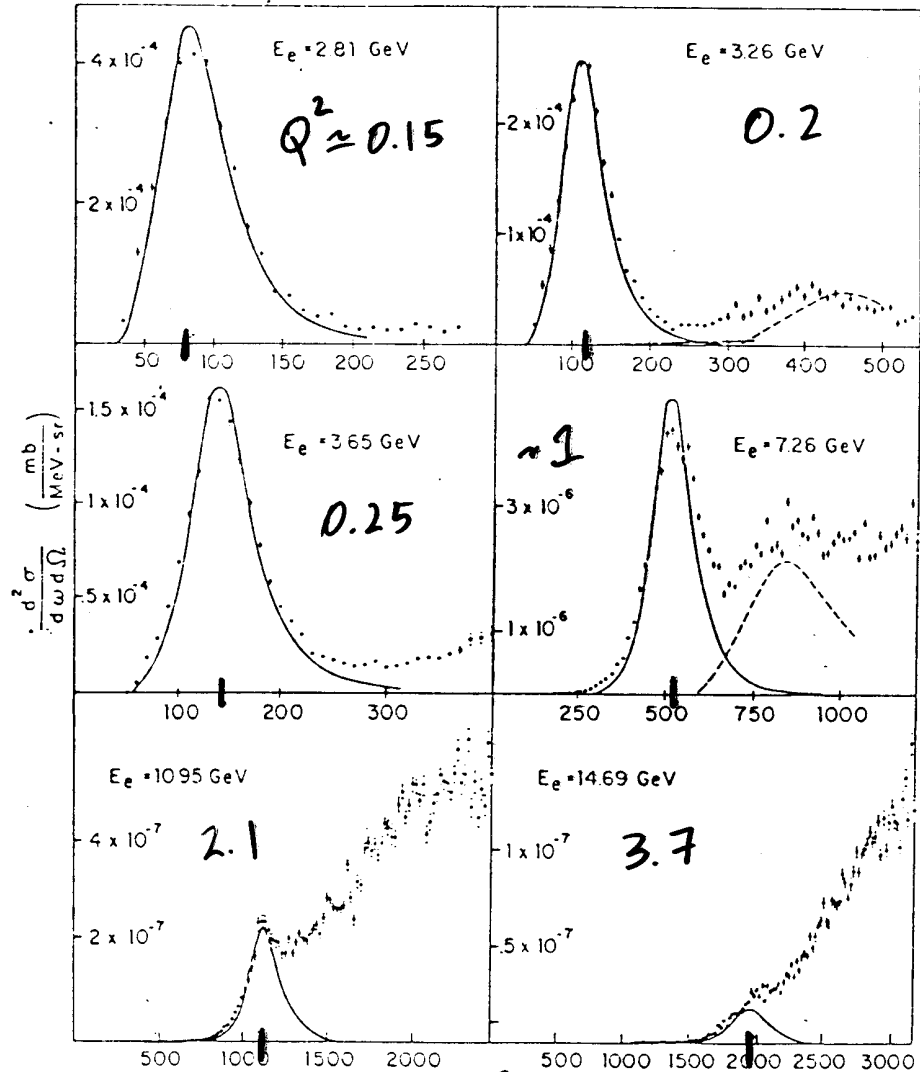 E_e = 2.81 GeV
Q² ≃ 0.15
4 x 10⁻⁴
2 x 10⁻⁴
50 100 150 200 250
E_e = 3.26 GeV
0.2
2 x 10⁻⁴
1 x 10⁻⁴
100 200 300 400 500
d²σ / dω dΩ (mb / MeV-sr)
E_e = 3.65 GeV
0.25
1.5 x 10⁻⁴
1 x 10⁻⁴
.5 x 10⁻⁴
100 200 300
~1
E_e = 7.26 GeV
3 x 10⁻⁶
1 x 10⁻⁶
250 500 750 1000
E_e = 10.95 GeV
2.1
4 x 10⁻⁷
2 x 10⁻⁷
500 1000 1500 2000
E_e = 14.69 GeV
3.7
1 x 10⁻⁷
.5 x 10⁻⁷
500 1000 1500 2000 2500 3000